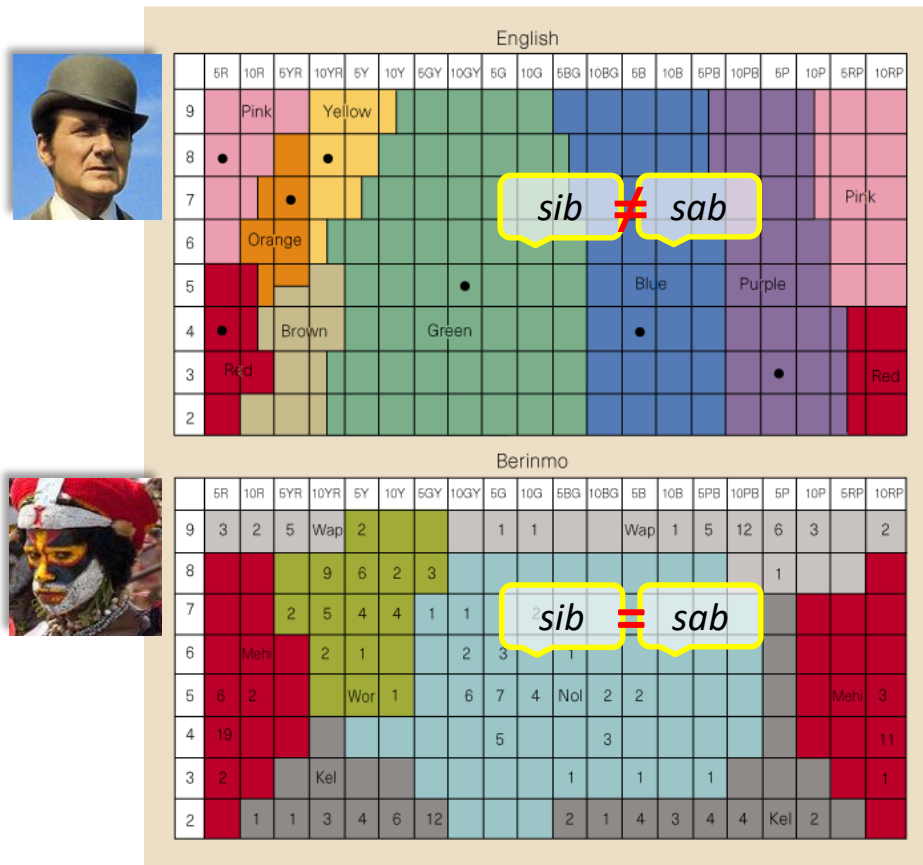 English
5R 10R 5YR 10YR 5Y 10Y 5GY 10GY 5G 10G 5BG 10BG 5B 10B 5PB 10PB 5P 10P 5RP 10RP
9 Pink Yellow
8
7 sib ≠ sab Pink
6 Orange
5 Blue Purple
4 Brown Green
3 Red Red
2
Berinmo
5R 10R 5YR 10YR 5Y 10Y 5GY 10GY 5G 10G 5BG 10BG 5B 10B 5PB 10PB 5P 10P 5RP 10RP
9 3 2 5 Wap 2 1 1 Wap 1 5 12 6 3 2
8 9 6 2 3 1
7 2 5 4 4 1 1 2 sib = sab
6 Mehi 2 1 2 3 1
5 6 2 Wor 1 6 7 4 Nol 2 2 Mehi 3
4 19 5 3 11
3 2 Kel 1 1 1 1
2 1 1 3 4 6 12 2 1 4 3 4 4 Kel 2